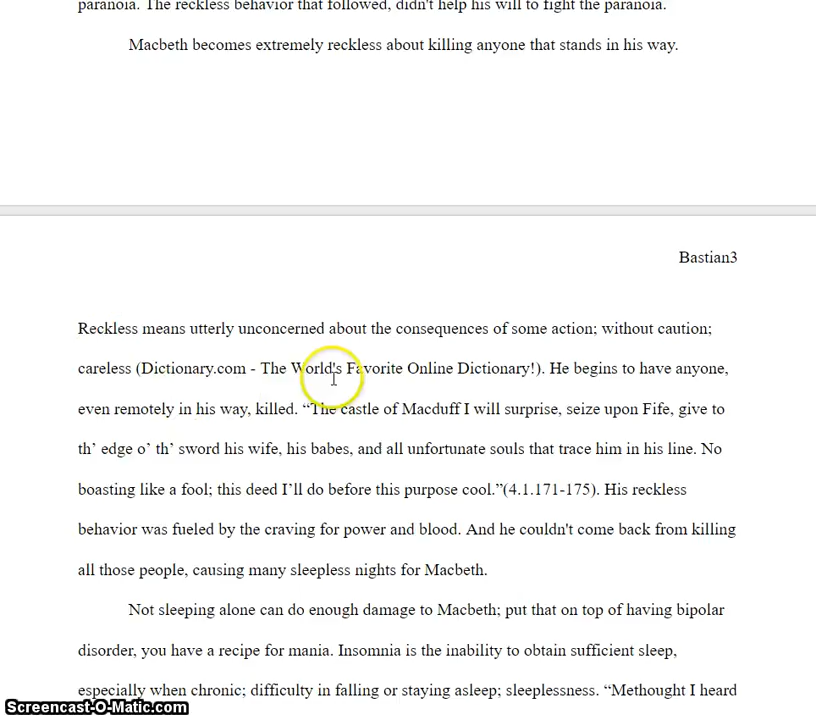 paranoia. The reckless behavior that followed, didn't help his will to fight the paranoia.
Macbeth becomes extremely reckless about killing anyone that stands in his way.
Bastian3
Reckless means utterly unconcerned about the consequences of some action; without caution;
careless (Dictionary.com - The World's Favorite Online Dictionary!). He begins to have anyone,
even remotely in his way, killed. “The castle of Macduff I will surprise, seize upon Fife, give to
th’ edge o’ th’ sword his wife, his babes, and all unfortunate souls that trace him in his line. No
boasting like a fool; this deed I’ll do before this purpose cool.”(4.1.171-175). His reckless
behavior was fueled by the craving for power and blood. And he couldn't come back from killing
all those people, causing many sleepless nights for Macbeth.
Not sleeping alone can do enough damage to Macbeth; put that on top of having bipolar
disorder, you have a recipe for mania. Insomnia is the inability to obtain sufficient sleep,
especially when chronic; difficulty in falling or staying asleep; sleeplessness. “Methought I heard
Screencast-O-Matic.com